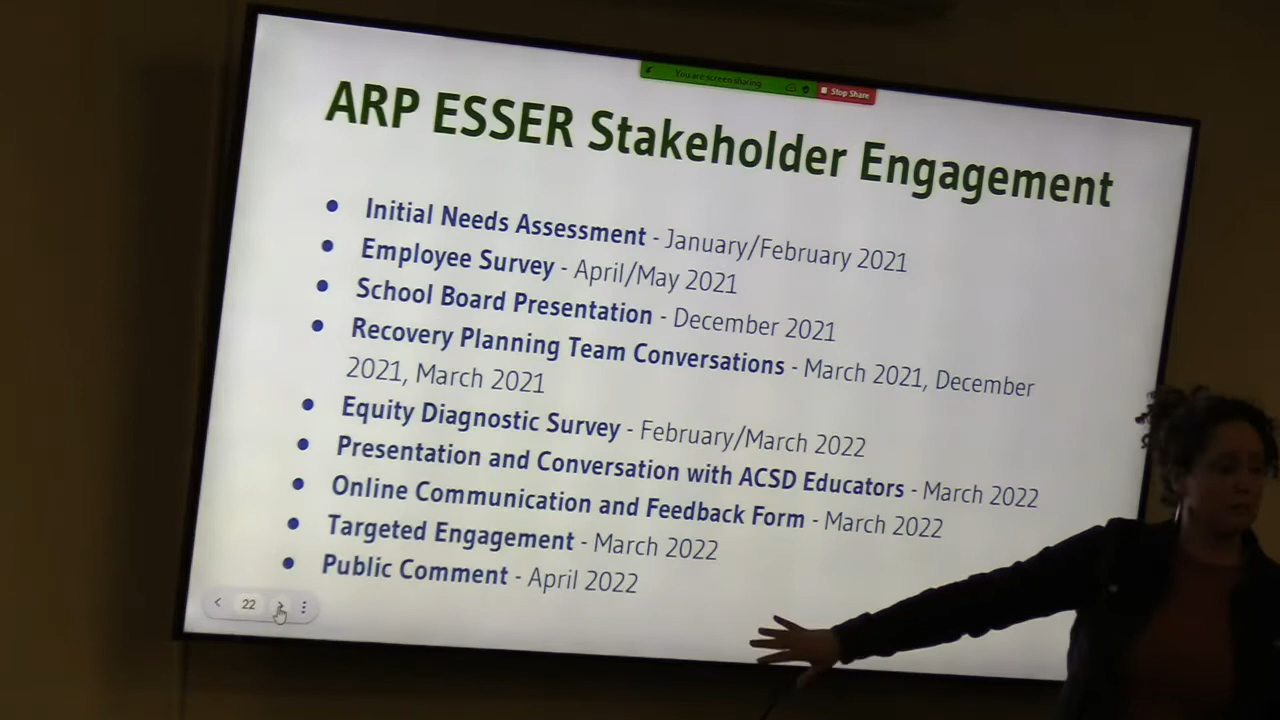 You are screen sharing
Stop Share
ARP ESSER Stakeholder Engagement
● Initial Needs Assessment - January/February 2021
● Employee Survey - April/May 2021
● School Board Presentation - December 2021
● Recovery Planning Team Conversations - March 2021, December
2021, March 2021
● Equity Diagnostic Survey - February/March 2022
● Presentation and Conversation with ACSD Educators - March 2022
● Online Communication and Feedback Form - March 2022
● Targeted Engagement - March 2022
● Public Comment - April 2022
22